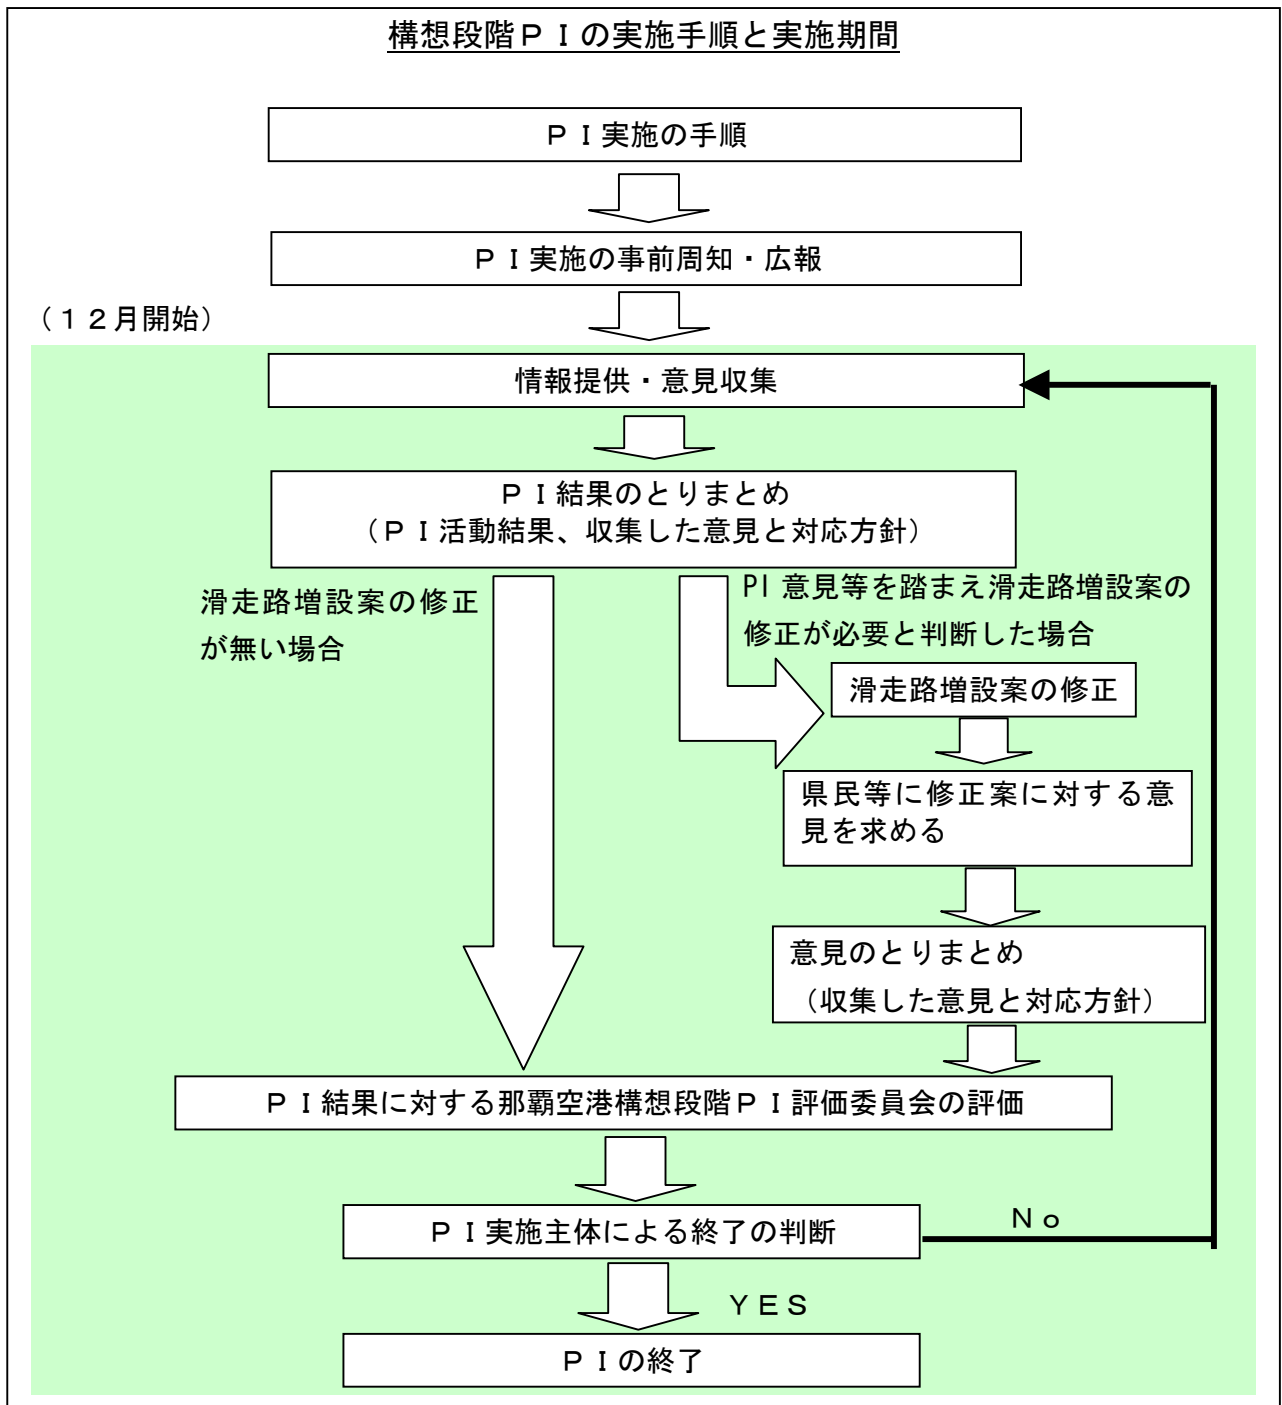 構想段階ＰＩの実施手順と実施期間
ＰＩ実施の手順
ＰＩ実施の事前周知・広報
（１２月開始）
情報提供・意見収集
ＰＩ結果のとりまとめ
（ＰＩ活動結果、収集した意見と対応方針）
滑走路増設案の修正
が無い場合
PI 意見等を踏まえ滑走路増設案の
修正が必要と判断した場合
滑走路増設案の修正
県民等に修正案に対する意
見を求める
意見のとりまとめ
（収集した意見と対応方針）
ＰＩ結果に対する那覇空港構想段階ＰＩ評価委員会の評価
ＰＩ実施主体による終了の判断
Ｎｏ
ＹＥＳ
ＰＩの終了